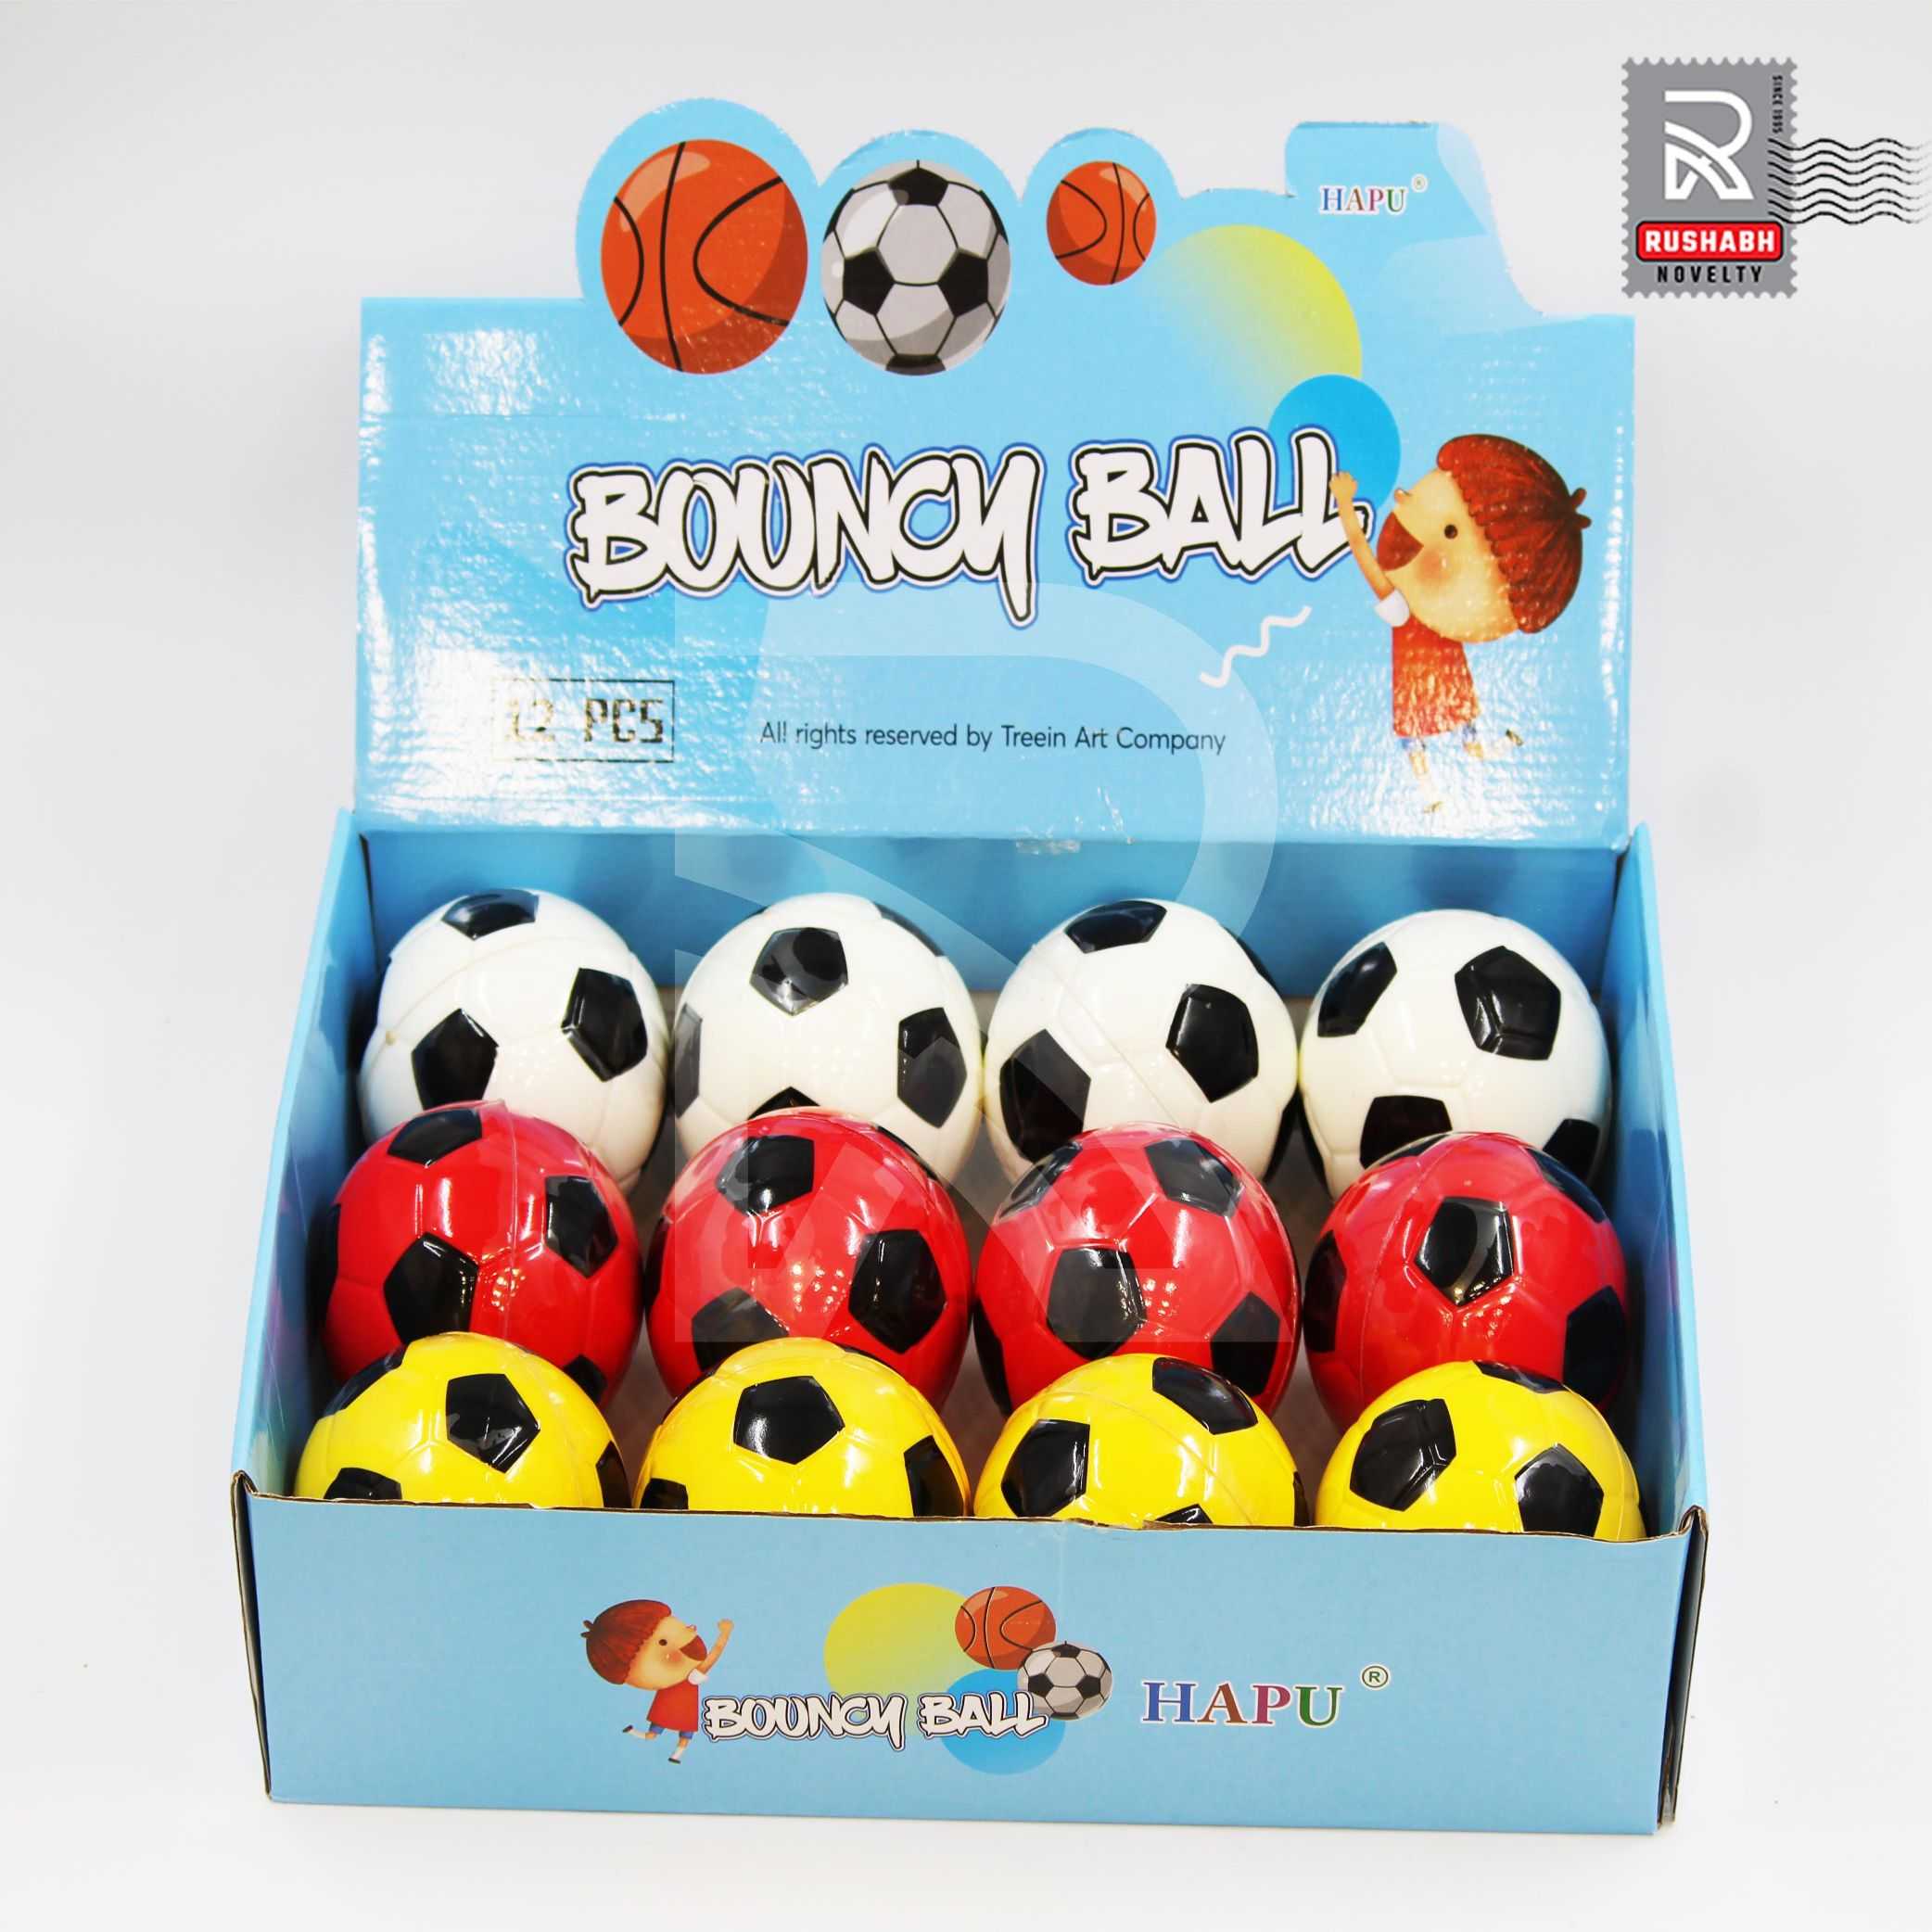 SINCE 1995
RUSHABH
NOVELTY
HAPU ®
BOUNCY BALL
12 PCS
All rights reserved by Treein Art Company
BOUNCY BALL
HAPU ®